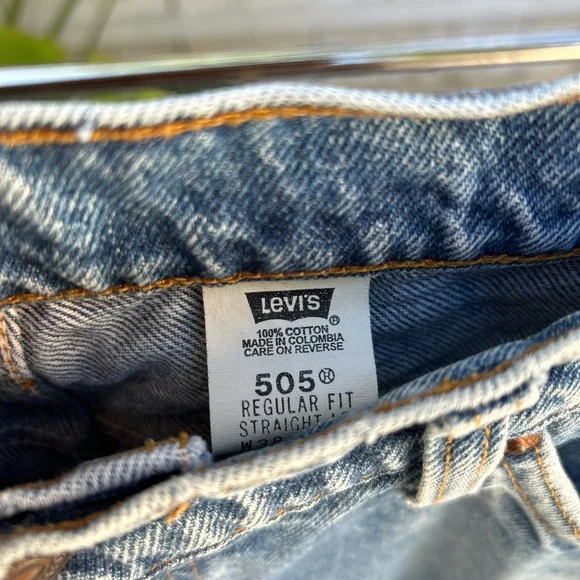 Levi's ®
100% COTTON
MADE IN COLOMBIA
CARE ON REVERSE
505®
REGULAR FIT
STRAIGHT